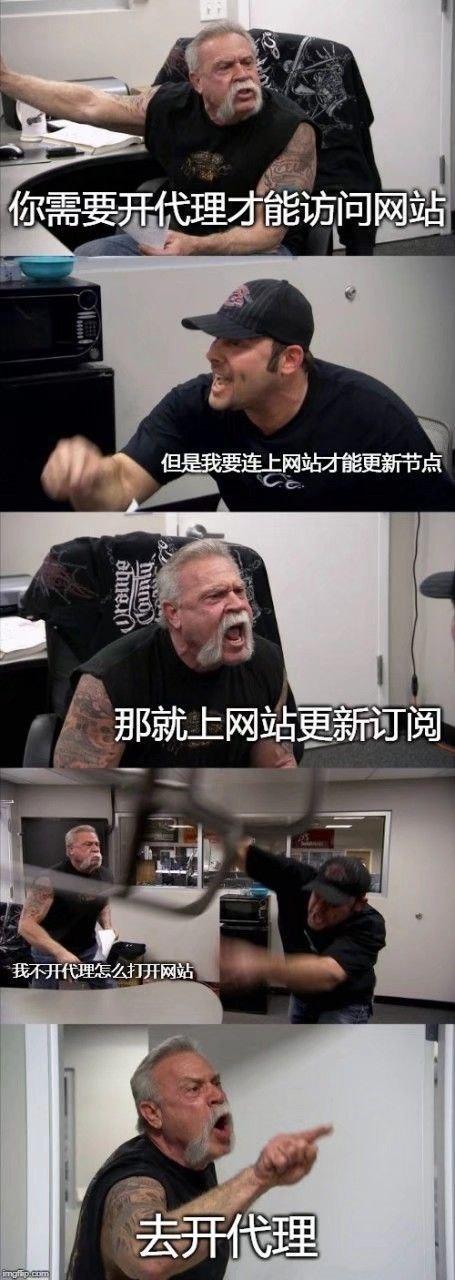 你需要开代理才能访问网站
但是我要连上网站才能更新节点
Orange
County
那就上网站更新订阅
我不开代理怎么打开网站
去开代理
imgflip.com